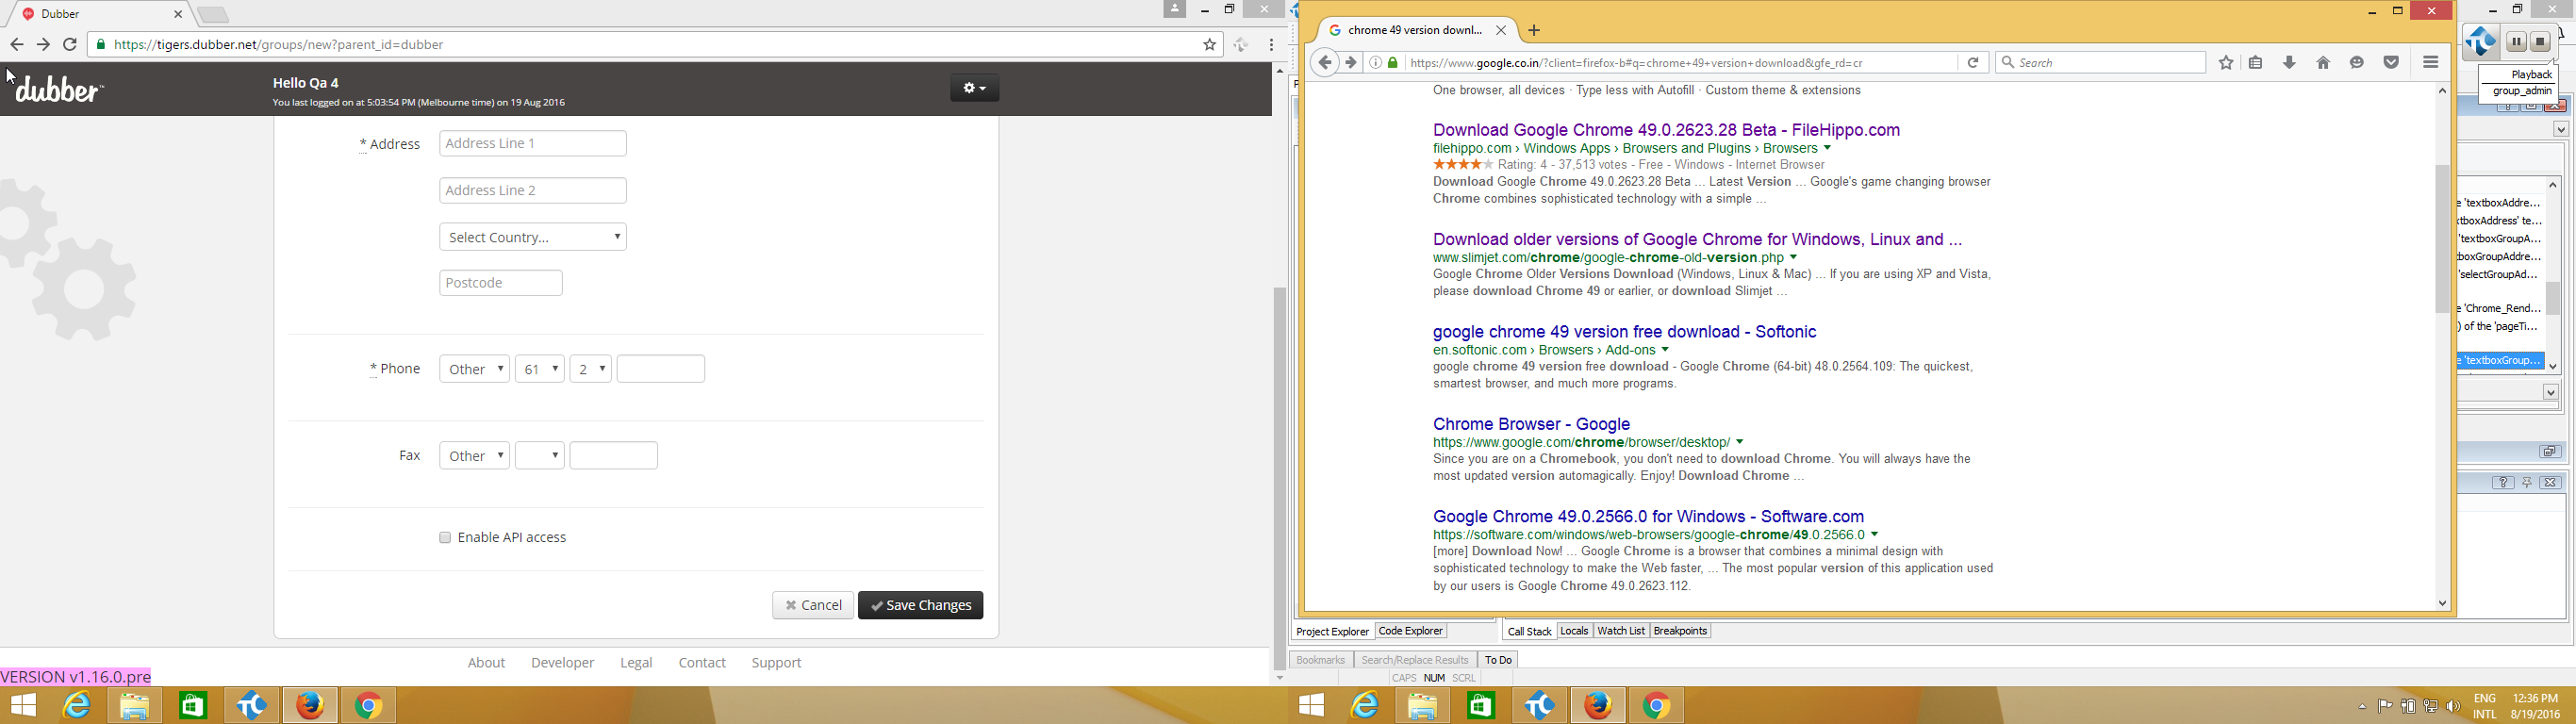 Dubber
https://tigers.dubber.net/groups/new?parent_id=dubber
dubber™
Hello Qa 4
You last logged on at 5:03:54 PM (Melbourne time) on 19 Aug 2016
* Address
Address Line 1
Address Line 2
Select Country...
Postcode
* Phone
Other
61
2
Fax
Other
Enable API access
Cancel
Save Changes
About
Developer
Legal
Contact
Support
VERSION v1.16.0.pre
chrome 49 version downl...
https://www.google.co.in/?client=firefox-b#q=chrome+49+version+download&gfe_rd=cr
Search
One browser, all devices · Type less with Autofill · Custom theme & extensions
Download Google Chrome 49.0.2623.28 Beta - FileHippo.com
filehippo.com › Windows Apps › Browsers and Plugins › Browsers
Rating: 4 - 37,513 votes - Free - Windows - Internet Browser
Download Google Chrome 49.0.2623.28 Beta ... Latest Version ... Google's game changing browser
Chrome combines sophisticated technology with a simple ...
Download older versions of Google Chrome for Windows, Linux and ...
www.slimjet.com/chrome/google-chrome-old-version.php
Google Chrome Older Versions Download (Windows, Linux & Mac) ... If you are using XP and Vista,
please download Chrome 49 or earlier, or download Slimjet ...
google chrome 49 version free download - Softonic
en.softonic.com › Browsers › Add-ons
google chrome 49 version free download - Google Chrome (64-bit) 48.0.2564.109: The quickest,
smartest browser, and much more programs.
Chrome Browser - Google
https://www.google.com/chrome/browser/desktop/
Since you are on a Chromebook, you don't need to download Chrome. You will always have the
most updated version automagically. Enjoy! Download Chrome ...
Google Chrome 49.0.2566.0 for Windows - Software.com
https://software.com/windows/web-browsers/google-chrome/49.0.2566.0
[more] Download Now! ... Google Chrome is a browser that combines a minimal design with
sophisticated technology to make the Web faster, ... The most popular version of this application used
by our users is Google Chrome 49.0.2623.112.
Playback
group_admin
'textboxAddre...
xtboxAddress' te...
'textboxGroupA...
tboxGroupAddre...
'selectGroupAd...
'Chrome_Rend...
) of the 'pageTi...
'textboxGroup...
Project Explorer
Code Explorer
Call Stack
Locals
Watch List
Breakpoints
Bookmarks
Search/Replace Results
To Do
CAPS
NUM
SCRL
ENG
INTL
12:36 PM
8/19/2016